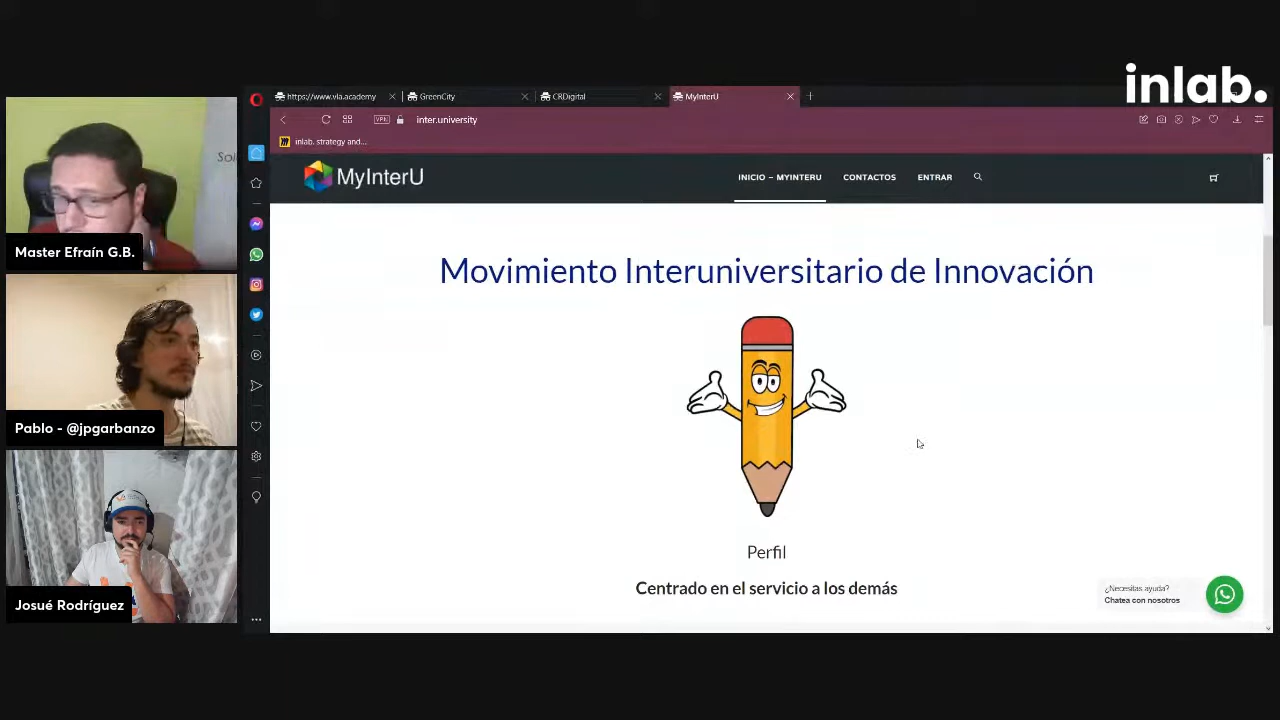 inlab.
https://www.vla.academy
GreenCity
CRDigital
MyInterU
VPN
inter.university
inlab. strategy and...
MyInterU
INICIO – MYINTERU
CONTACTOS
ENTRAR
Movimiento Interuniversitario de Innovación
Perfil
Centrado en el servicio a los demás
¿Necesitas ayuda?
Chatea con nosotros
Master Efraín G.B.
Pablo - @jpgarbanzo
Josué Rodríguez